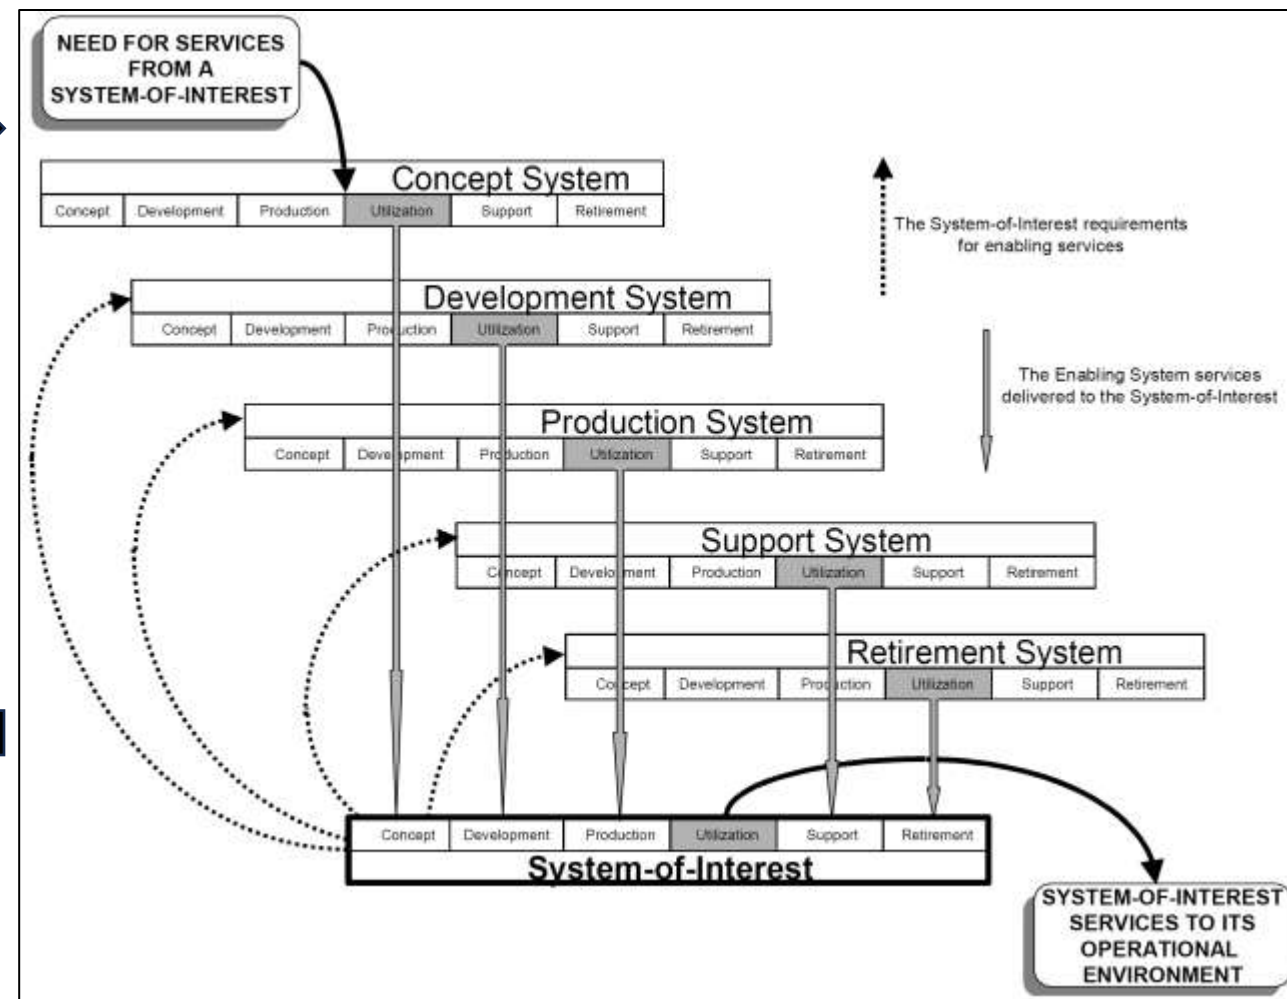 NEED FOR SERVICES
FROM A
SYSTEM-OF-INTEREST
Concept System
Concept Development Production Utilization Support Retirement
The System-of-Interest requirements
for enabling services
Development System
Concept Development Production Utilization Support Retirement
The Enabling System services
delivered to the System-of-Interest
Production System
Concept Development Production Utilization Support Retirement
Support System
Concept Development Production Utilization Support Retirement
Retirement System
Concept Development Production Utilization Support Retirement
Concept Development Production Utilization Support Retirement
System-of-Interest
SYSTEM-OF-INTEREST
SERVICES TO ITS
OPERATIONAL
ENVIRONMENT